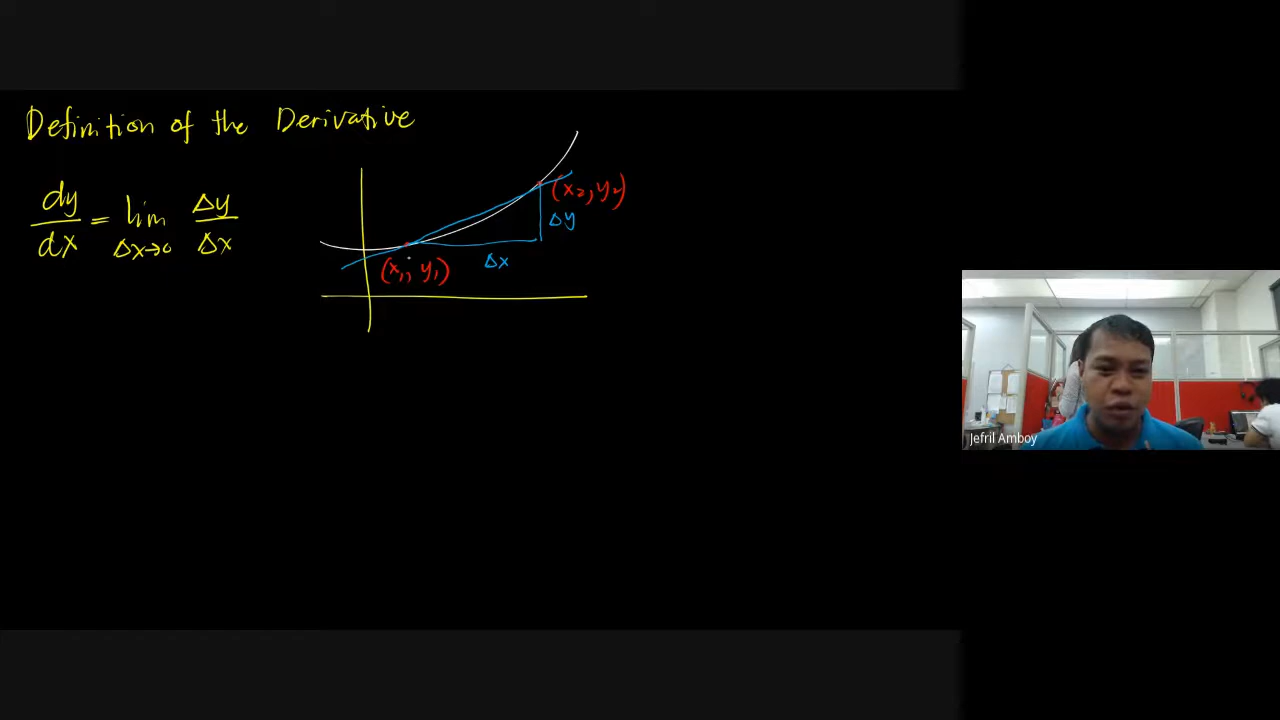 Definition of the Derivative
dy/dx = lim Δx→0 Δy/Δx
(x₂, y₂)
Δy
(x₁, y₁)
Δx
Jefril Amboy